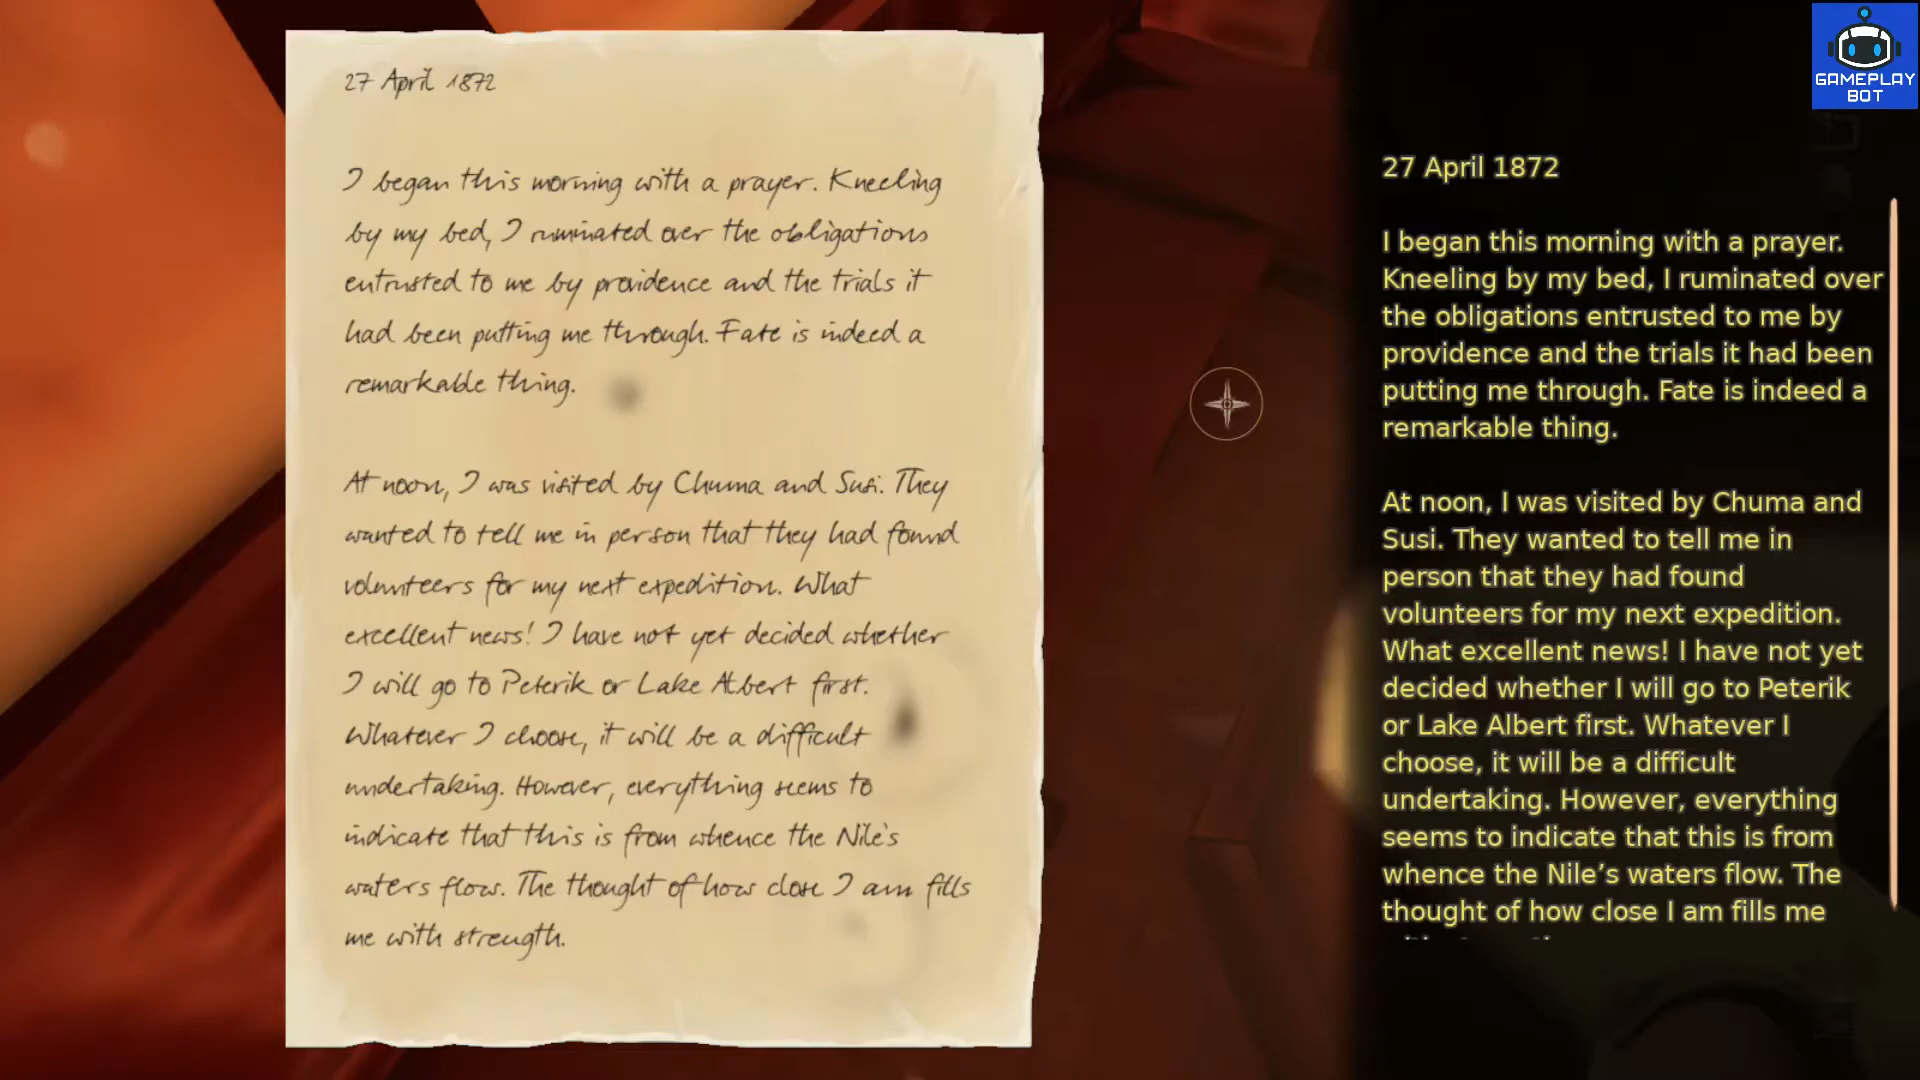 27 April 1872
I began this morning with a prayer. Kneeling
by my bed, I ruminated over the obligations
entrusted to me by providence and the trials it
had been putting me through. Fate is indeed a
remarkable thing.
At noon, I was visited by Chuma and Susi. They
wanted to tell me in person that they had found
volunteers for my next expedition. What
excellent news! I have not yet decided whether
I will go to Peterik or Lake Albert first.
Whatever I choose, it will be a difficult
undertaking. However, everything seems to
indicate that this is from whence the Nile's
waters flow. The thought of how close I am fills
me with strength.
27 April 1872
I began this morning with a prayer.
Kneeling by my bed, I ruminated over
the obligations entrusted to me by
providence and the trials it had been
putting me through. Fate is indeed a
remarkable thing.
At noon, I was visited by Chuma and
Susi. They wanted to tell me in
person that they had found
volunteers for my next expedition.
What excellent news! I have not yet
decided whether I will go to Peterik
or Lake Albert first. Whatever I
choose, it will be a difficult
undertaking. However, everything
seems to indicate that this is from
whence the Nile’s waters flow. The
thought of how close I am fills me
GAMEPLAY
BOT